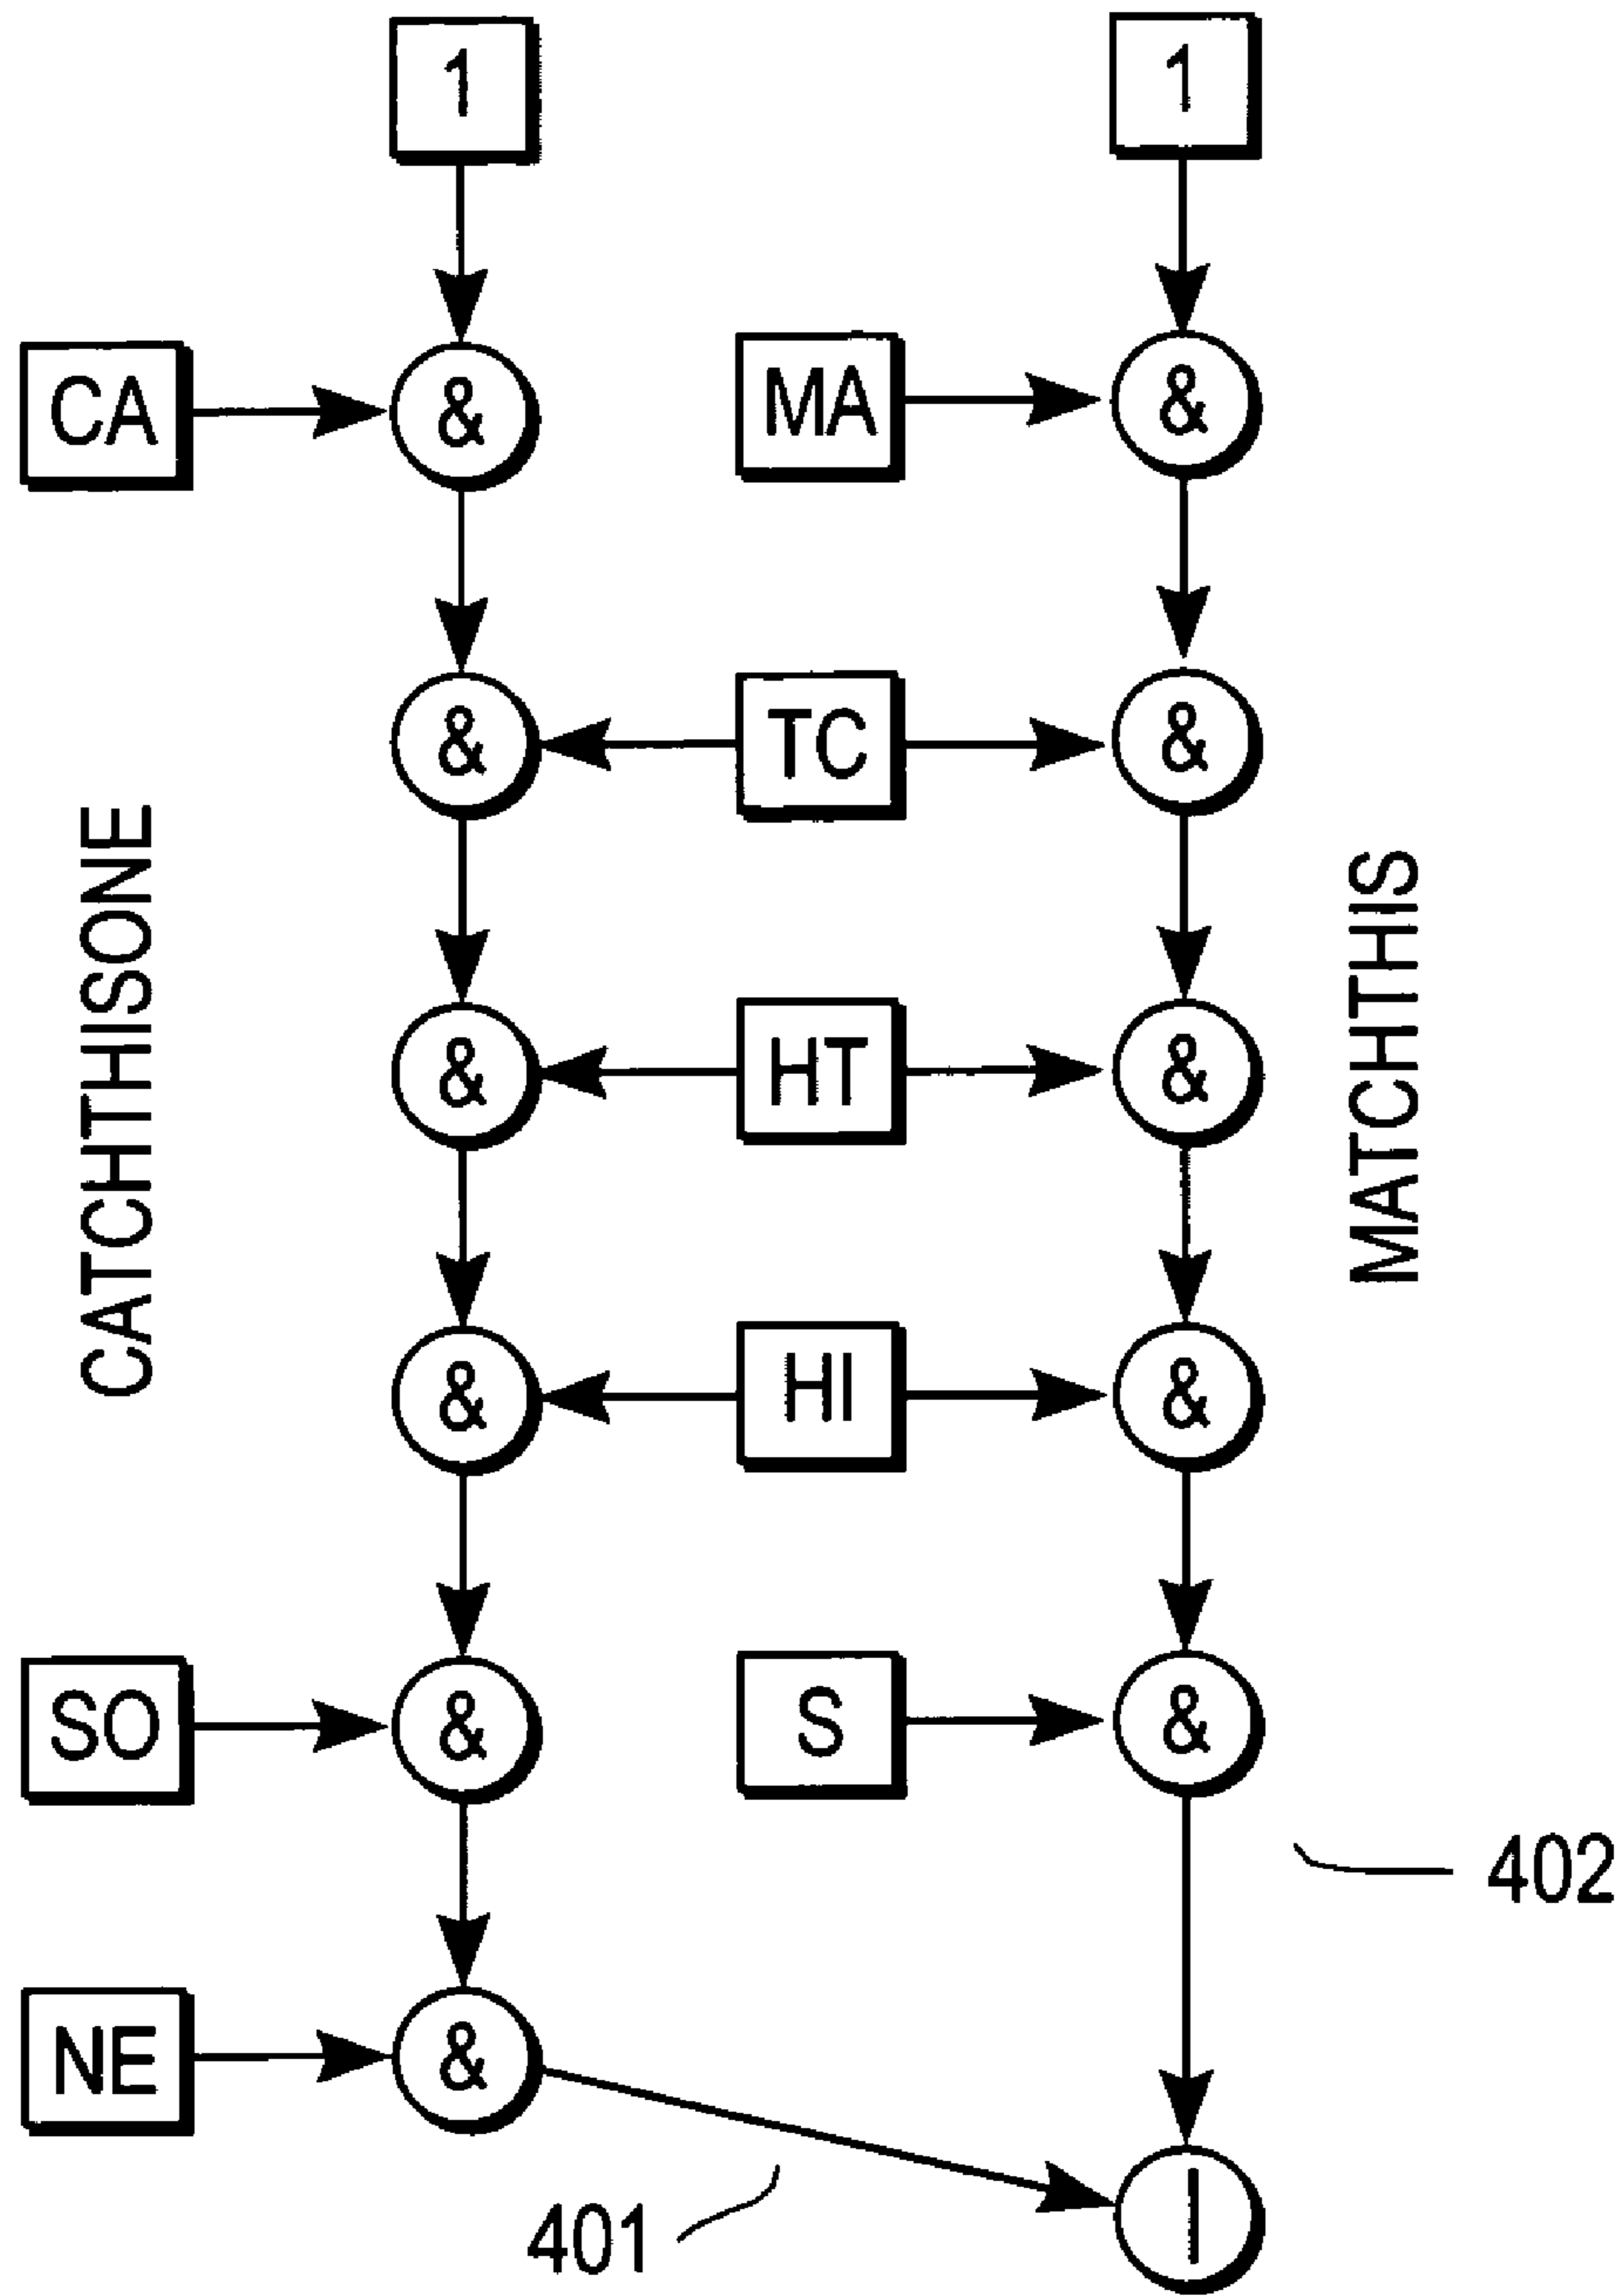 1 1
CA & MA &
& TC &
& HT &
& HI &
SO & S &
NE &
|
CATCHTHISONE
MATCHTHIS
402
401